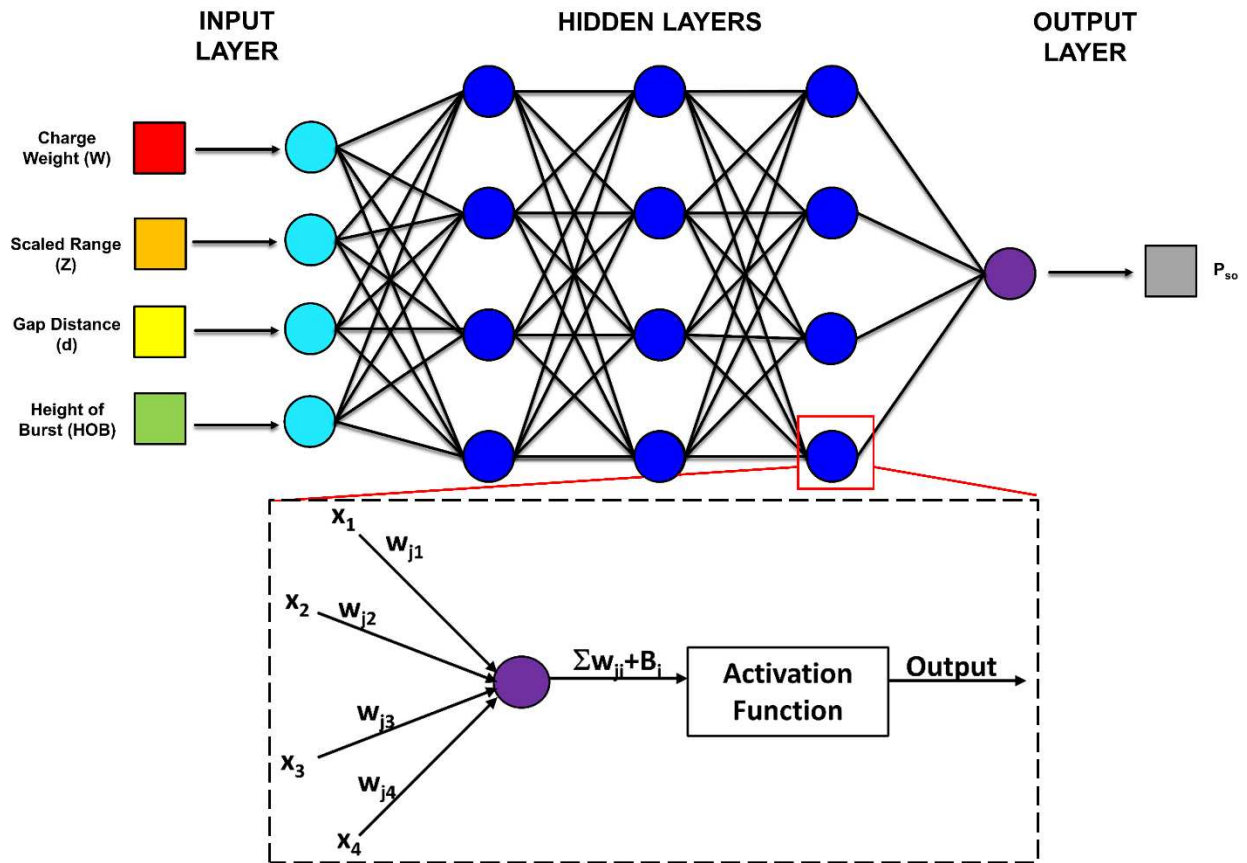 INPUT
LAYER
HIDDEN LAYERS
OUTPUT
LAYER
Charge
Weight (W)
Scaled Range
(Z)
Gap Distance
(d)
Height of
Burst (HOB)
Pso
x1
wj1
x2
wj2
x3
wj3
x4
wj4
Σwji+Bj
Activation
Function
Output